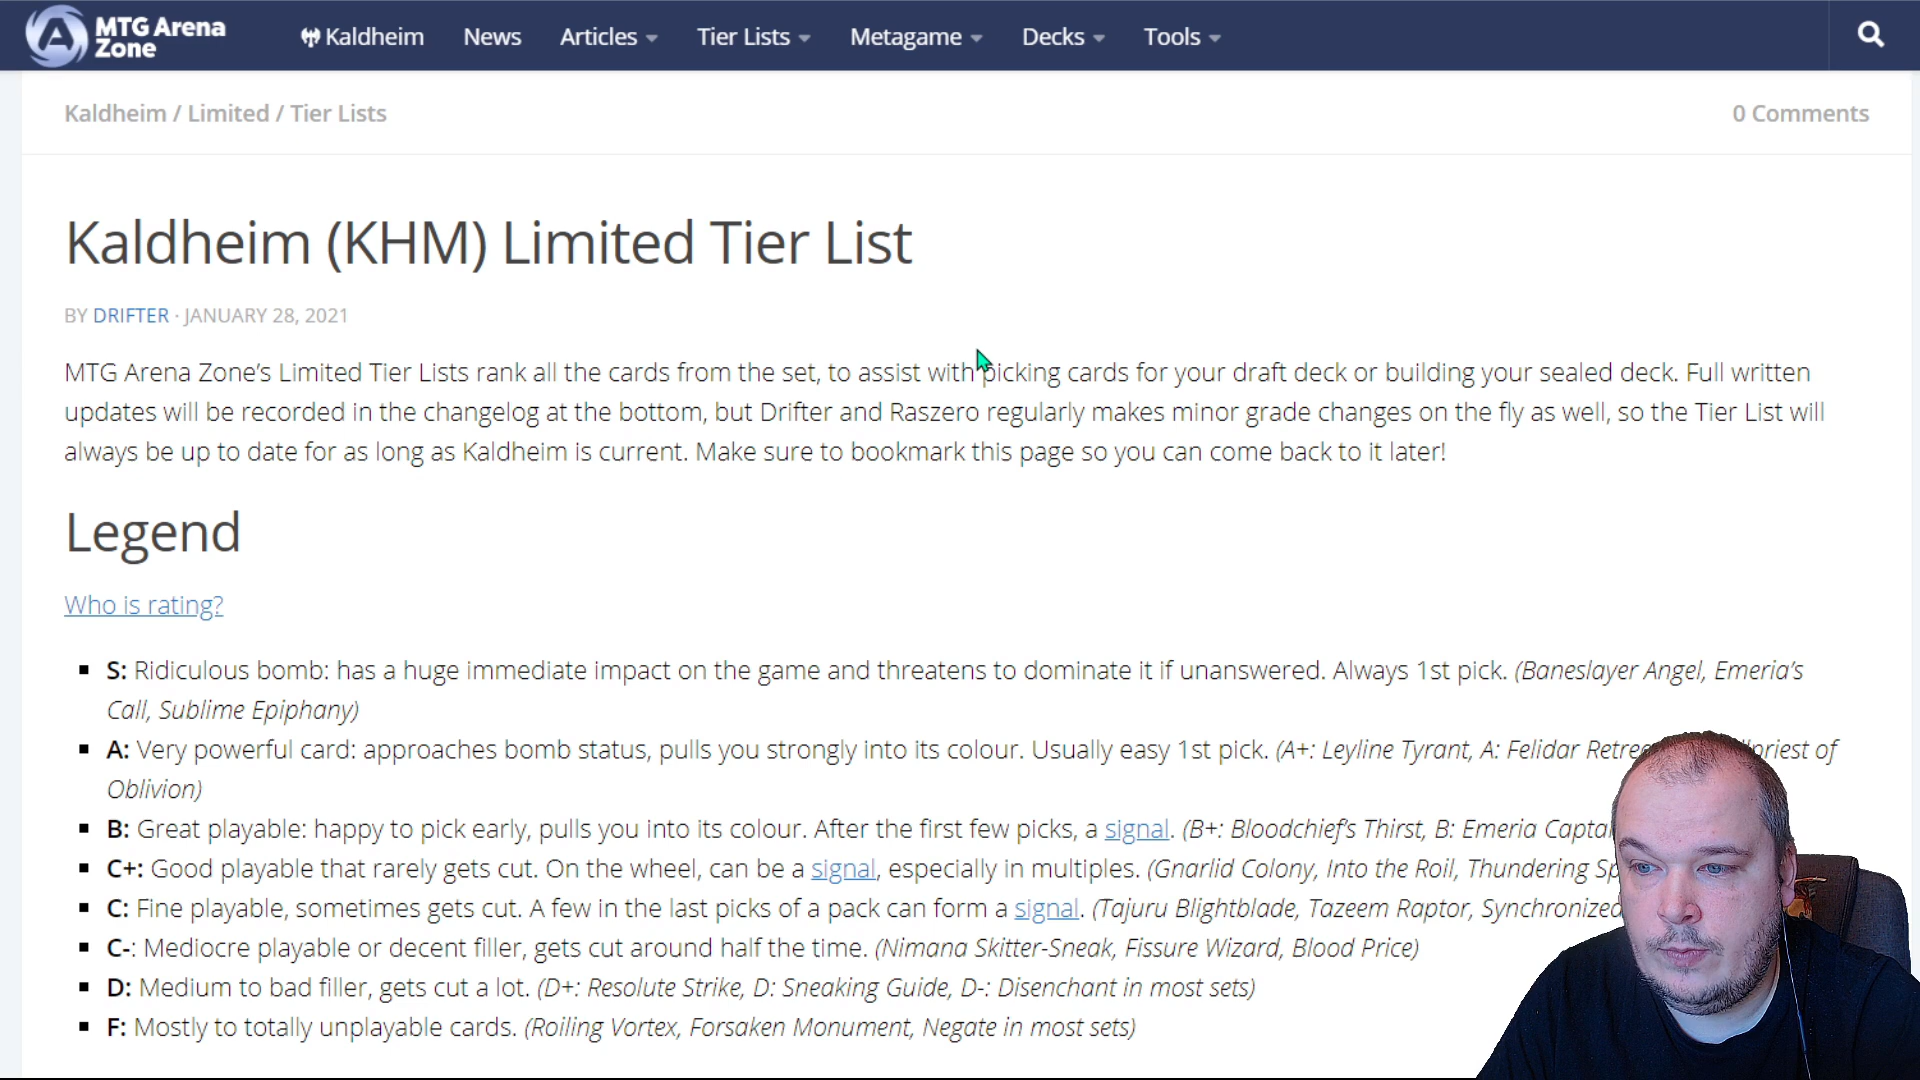 MTG Arena Zone
Kaldheim News Articles Tier Lists Metagame Decks Tools
Kaldheim / Limited / Tier Lists
0 Comments
Kaldheim (KHM) Limited Tier List
BY DRIFTER · JANUARY 28, 2021
MTG Arena Zone's Limited Tier Lists rank all the cards from the set, to assist with picking cards for your draft deck or building your sealed deck. Full written
updates will be recorded in the changelog at the bottom, but Drifter and Raszero regularly makes minor grade changes on the fly as well, so the Tier List will
always be up to date for as long as Kaldheim is current. Make sure to bookmark this page so you can come back to it later!
Legend
Who is rating?
S: Ridiculous bomb: has a huge immediate impact on the game and threatens to dominate it if unanswered. Always 1st pick. (Baneslayer Angel, Emeria's
Call, Sublime Epiphany)
A: Very powerful card: approaches bomb status, pulls you strongly into its colour. Usually easy 1st pick. (A+: Leyline Tyrant, A: Felidar of
Oblivion)
B: Great playable: happy to pick early, pulls you into its colour. After the first few picks, a signal. (B+: Bloodchief's Thirst, B: Emeria
C+: Good playable that rarely gets cut. On the wheel, can be a signal, especially in multiples. (Gnarlid Colony, Into the Roil, Thundering
C: Fine playable, sometimes gets cut. A few in the last picks of a pack can form a signal. (Tajuru Blightblade, Tazeem Raptor, Synchronized
C-: Mediocre playable or decent filler, gets cut around half the time. (Nimana Skitter-Sneak, Fissure Wizard, Blood Price)
D: Medium to bad filler, gets cut a lot. (D+: Resolute Strike, D: Sneaking Guide, D-: Disenchant in most sets)
F: Mostly to totally unplayable cards. (Roiling Vortex, Forsaken Monument, Negate in most sets)